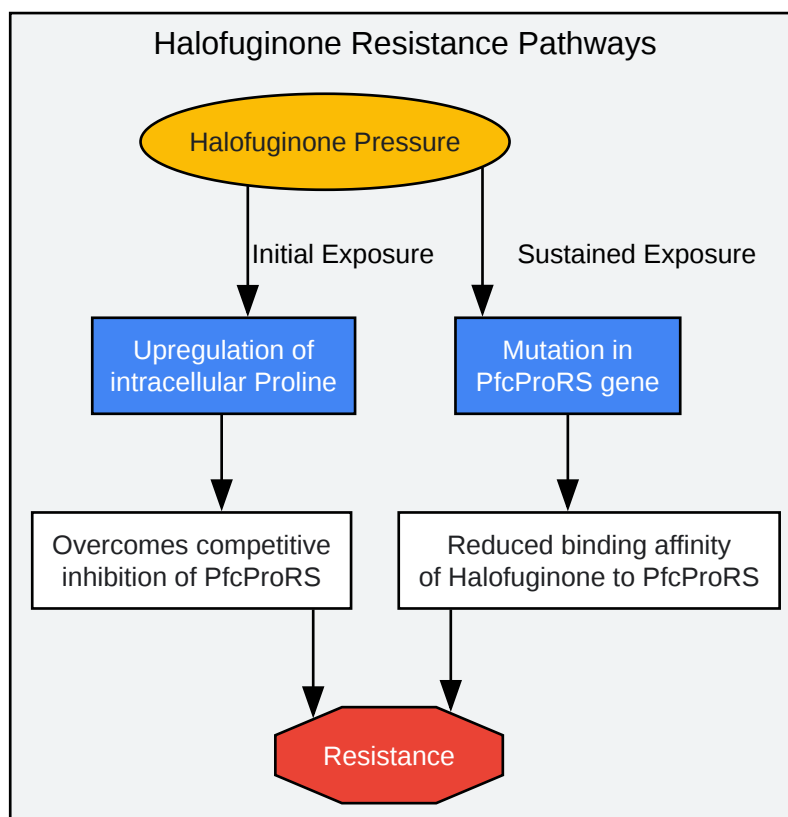 Halofuginone Resistance Pathways
Halofuginone Pressure
Initial Exposure
Sustained Exposure
Upregulation of
intracellular Proline
Mutation in
PfcProRS gene
Overcomes competitive
inhibition of PfcProRS
Reduced binding affinity
of Halofuginone to PfcProRS
Resistance